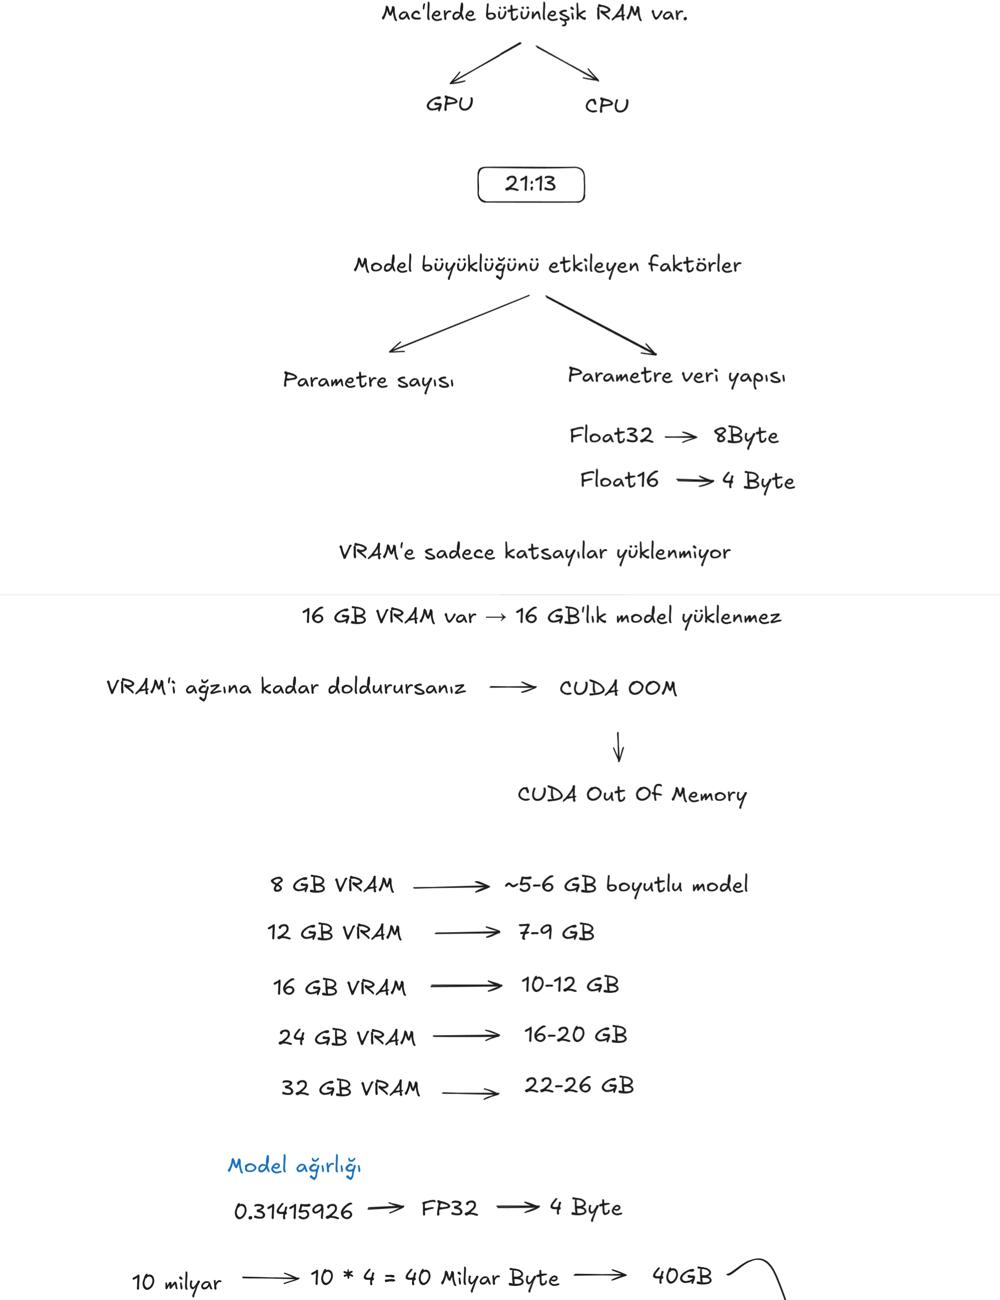 Mac'lerde bütünleşik RAM var.
GPU
CPU
21:13
Model büyüklüğünü etkileyen faktörler
Parametre sayısı
Parametre veri yapısı
Float32 → 8Byte
Float16 → 4 Byte
VRAM'e sadece katsayılar yüklenmiyor
16 GB VRAM var → 16 GB'lık model yüklenmez
VRAM'i ağzına kadar doldurursanız → CUDA OOM
CUDA Out Of Memory
8 GB VRAM → ~5-6 GB boyutlu model
12 GB VRAM → 7-9 GB
16 GB VRAM → 10-12 GB
24 GB VRAM → 16-20 GB
32 GB VRAM → 22-26 GB
Model ağırlığı
0.31415926 → FP32 → 4 Byte
10 milyar → 10 * 4 = 40 Milyar Byte → 40GB